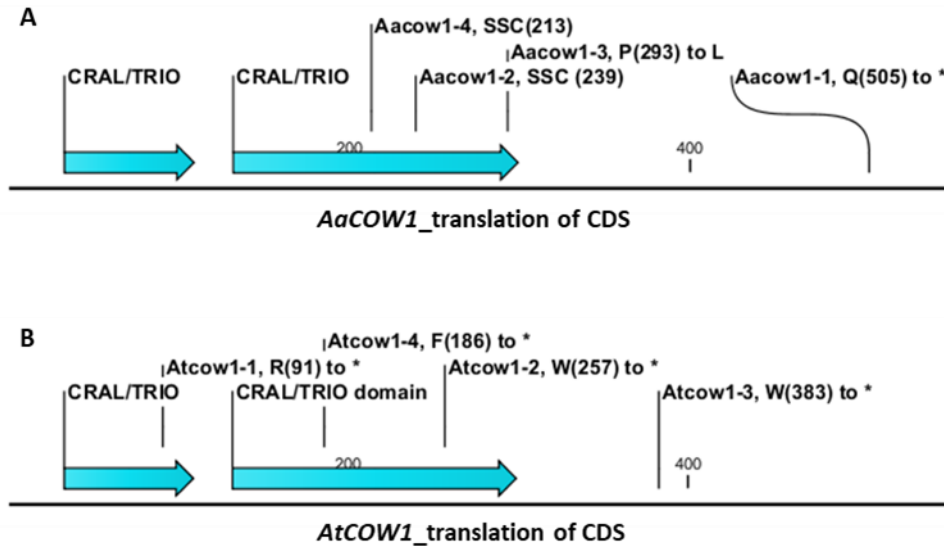 A
Aacow1-4, SSC(213)
Aacow1-3, P(293) to L
CRAL/TRIO
CRAL/TRIO
Aacow1-2, SSC (239)
Aacow1-1, Q(505) to *
200
400
AaCOW1_translation of CDS
B
Atcow1-4, F(186) to *
Atcow1-1, R(91) to *
Atcow1-2, W(257) to *
CRAL/TRIO
CRAL/TRIO domain
Atcow1-3, W(383) to *
200
400
AtCOW1_translation of CDS